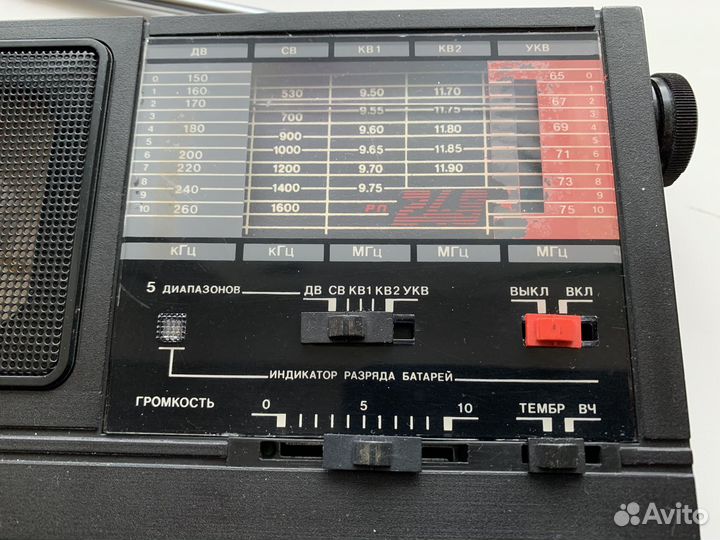 ДВ СВ КВ1 КВ2 УКВ
0 150 65 0
1 160 530 9.50 11.70 1
2 170 9.55 11.75 67 2
3 700 3
4 180 9.60 11.80 69 4
5 900 5
6 200 1000 9.65 11.85 71 6
7 220 1200 9.70 11.90 7
8 73 8
9 240 1400 9.75 9
10 260 1600 РП 248 75 10
кГц кГц МГц МГц МГц
5 ДИАПАЗОНОВ ДВ СВ КВ1 КВ2 УКВ ВЫКЛ ВКЛ
ИНДИКАТОР РАЗРЯДА БАТАРЕЙ
ГРОМКОСТЬ 0 5 10 ТЕМБР ВЧ
Avito